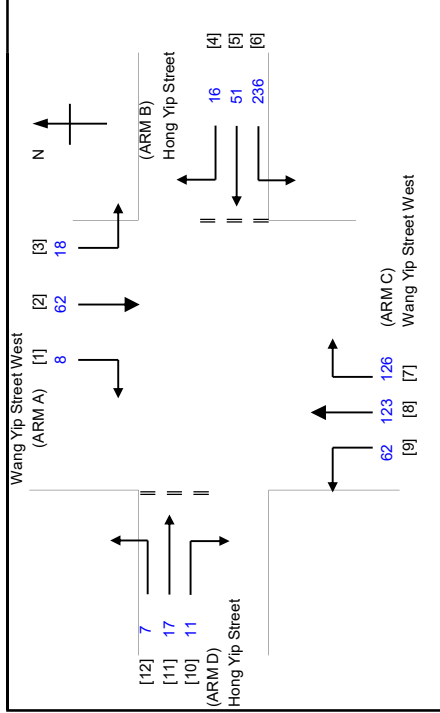 Wang Yip Street West
(ARM A)
[1] [2] [3]
8 62 18
N
(ARM B)
Hong Yip Street
16 [4]
51 [5]
236 [6]
[12] 7
[11] 17
[10] 11
(ARM D)
Hong Yip Street
62 123 126
[9] [8] [7]
(ARM C)
Wang Yip Street West